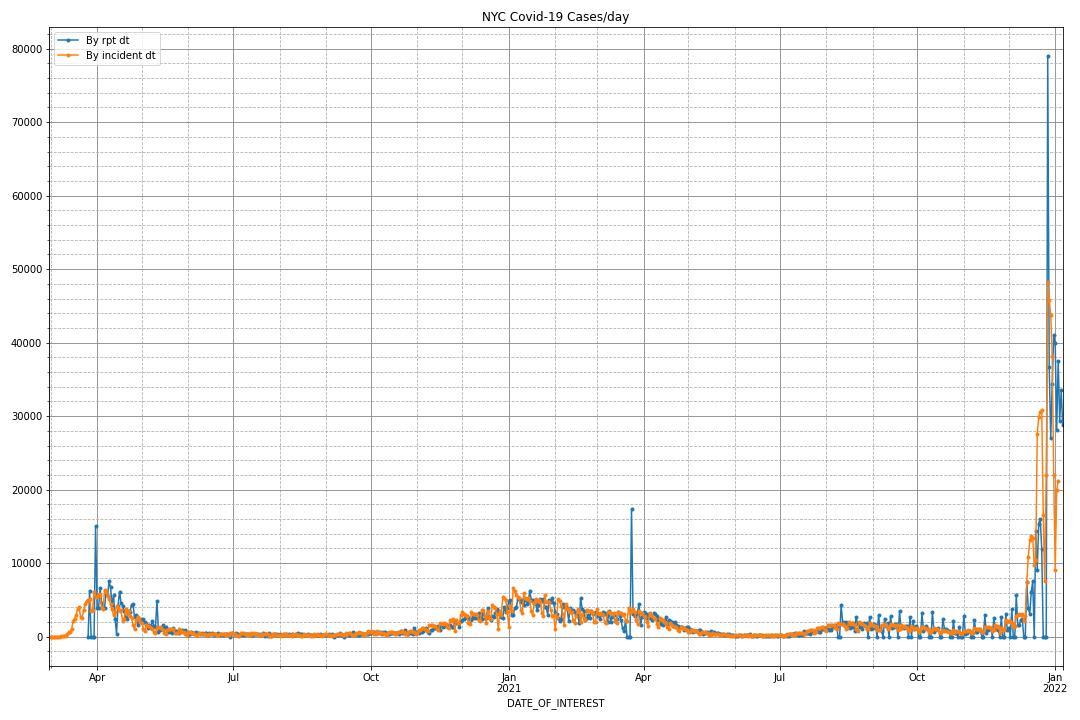 NYC Covid-19 Cases/day
By rpt dt
By incident dt
80000
70000
60000
50000
40000
30000
20000
10000
0
Apr Jul Oct Jan Apr Jul Oct Jan
2021 2022
DATE_OF_INTEREST